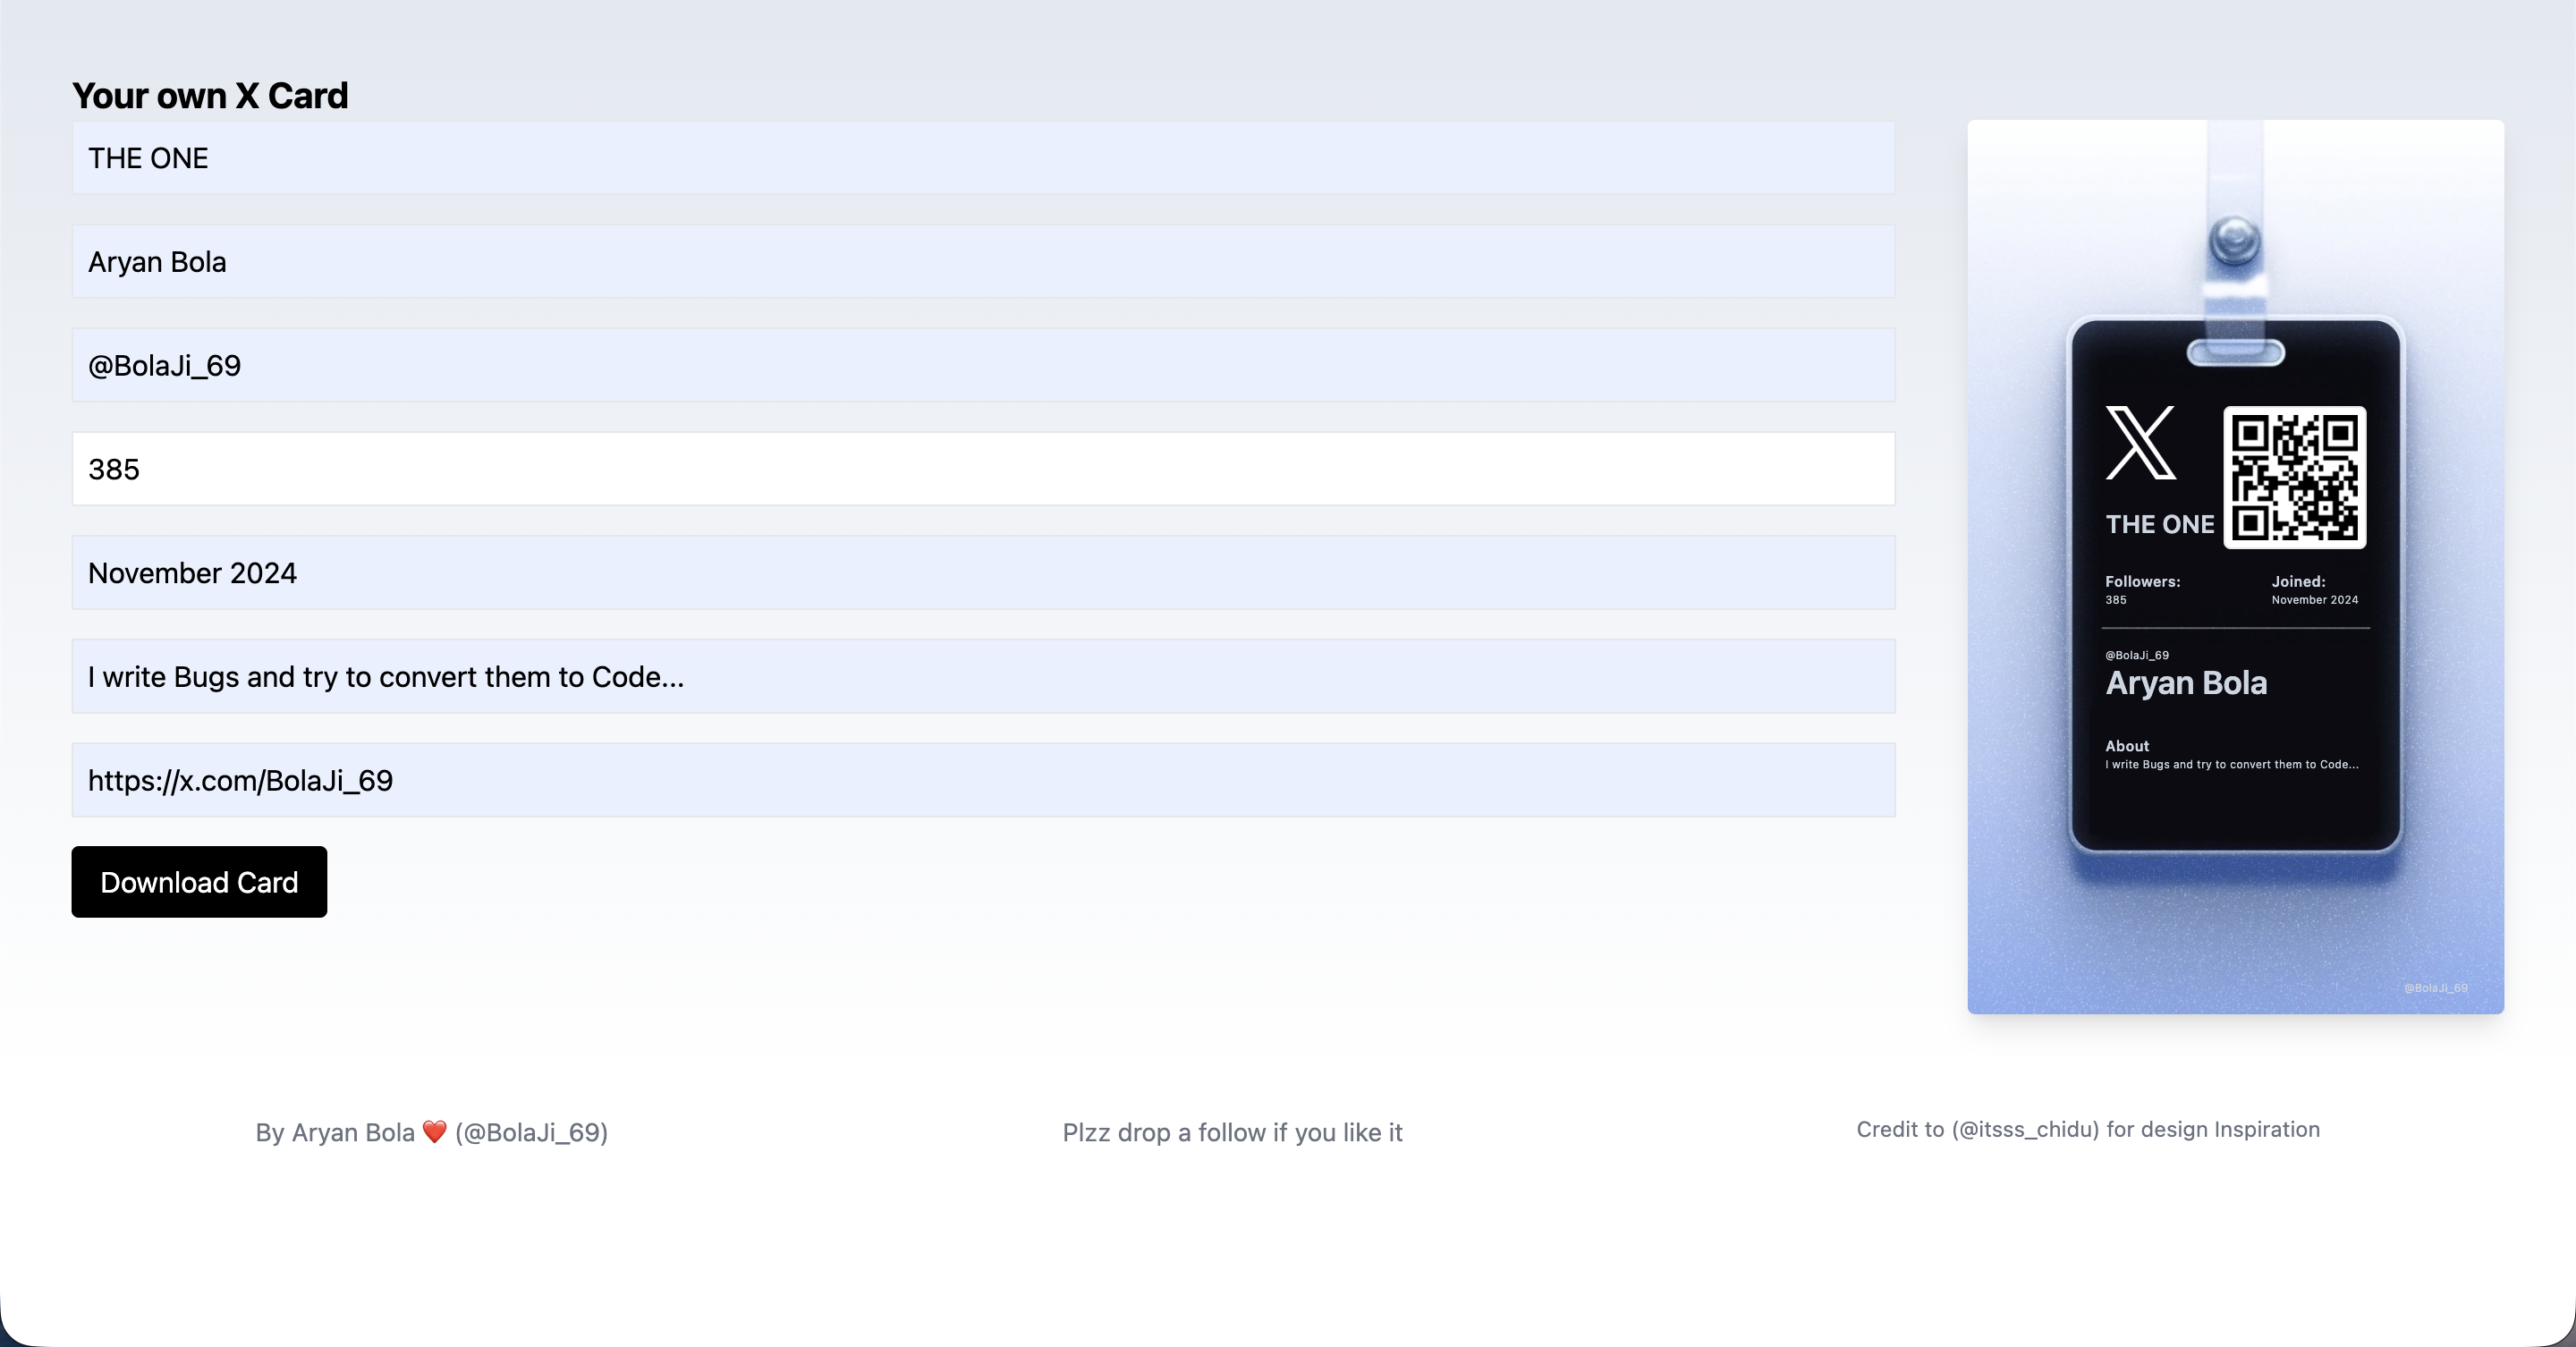 Your own X Card
THE ONE
Aryan Bola
@BolaJi_69
385
November 2024
I write Bugs and try to convert them to Code...
https://x.com/BolaJi_69
Download Card
THE ONE
Followers:
385
Joined:
November 2024
@BolaJi_69
Aryan Bola
About
I write Bugs and try to convert them to Code...
@BolaJi_69
By Aryan Bola ❤️ (@BolaJi_69)
Plzz drop a follow if you like it
Credit to (@itsss_chidu) for design Inspiration